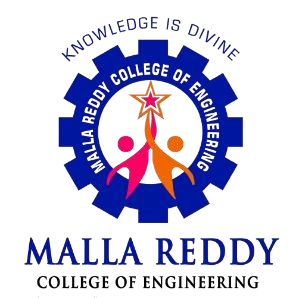 KNOWLEDGE IS DIVINE
MALLA REDDY COLLEGE OF ENGINEERING
MALLA REDDY
COLLEGE OF ENGINEERING